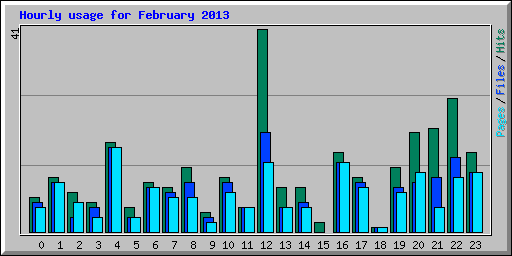 Hourly usage for February 2013
41
Pages / Files / Hits
0 1 2 3 4 5 6 7 8 9 10 11 12 13 14 15 16 17 18 19 20 21 22 23